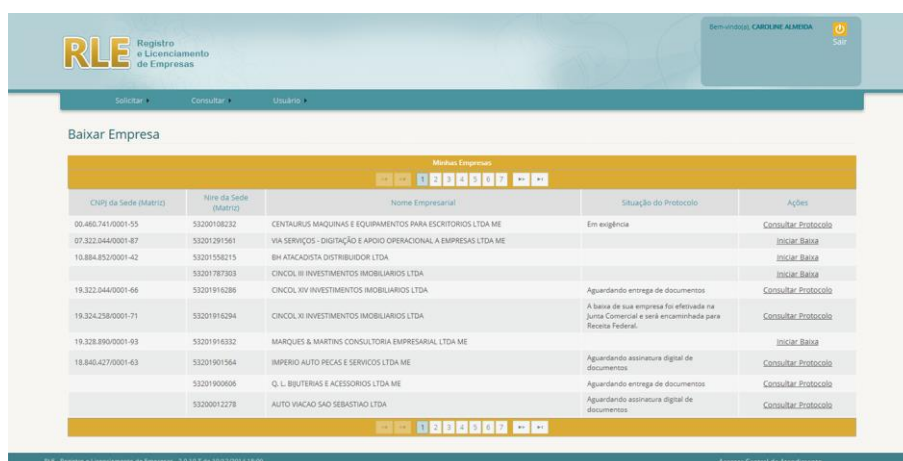 Bem-vindo(a), CAROLINE ALMEIDA
Sair
RLE Registro
e Licenciamento
de Empresas
Solicitar Consultar Usuário
Baixar Empresa
Minhas Empresas
1 2 3 4 5 6 7
CNPJ da Sede (Matriz) Nire da Sede (Matriz) Nome Empresarial Situação do Protocolo Ações
00.460.741/0001-55 53200108232 CENTAURUS MAQUINAS E EQUIPAMENTOS PARA ESCRITORIOS LTDA ME Em exigência Consultar Protocolo
07.322.044/0001-87 53201291561 VIA SERVIÇOS - DIGITAÇÃO E APOIO OPERACIONAL A EMPRESAS LTDA ME Iniciar Baixa
10.884.852/0001-42 53201558215 BH ATACADISTA DISTRIBUIDOR LTDA Iniciar Baixa
53201787303 CINCOL III INVESTIMENTOS IMOBILIARIOS LTDA Iniciar Baixa
19.322.044/0001-66 53201916286 CINCOL XIV INVESTIMENTOS IMOBILIARIOS LTDA Aguardando entrega de documentos Consultar Protocolo
19.324.258/0001-71 53201916294 CINCOL XI INVESTIMENTOS IMOBILIARIOS LTDA A baixa de sua empresa foi efetivada na
Junta Comercial e será encaminhada para
Receita Federal. Consultar Protocolo
19.328.890/0001-93 53201916332 MARQUES & MARTINS CONSULTORIA EMPRESARIAL LTDA ME Iniciar Baixa
18.840.427/0001-63 53201901564 IMPERIO AUTO PECAS E SERVICOS LTDA ME Aguardando assinatura digital de
documentos Consultar Protocolo
53201900606 Q. L. BIJUTERIAS E ACESSORIOS LTDA ME Aguardando entrega de documentos Consultar Protocolo
53200012278 AUTO VIACAO SAO SEBASTIAO LTDA Aguardando assinatura digital de
documentos Consultar Protocolo
1 2 3 4 5 6 7